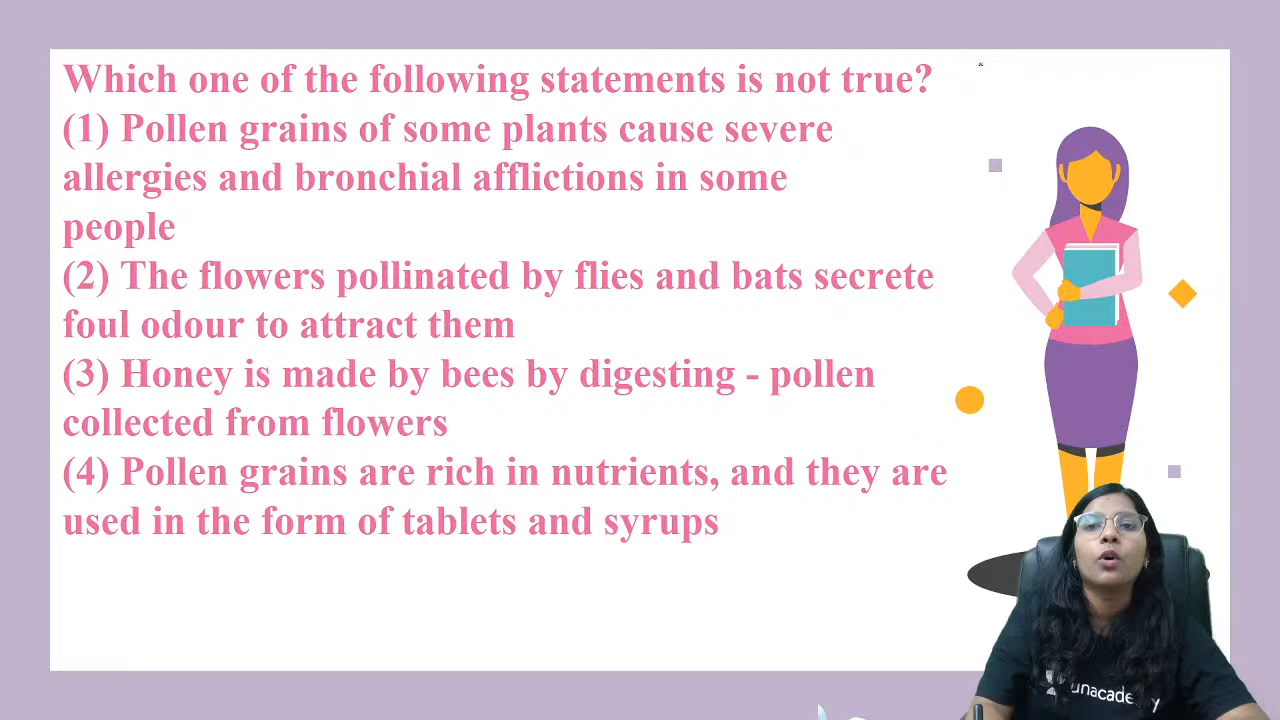 Which one of the following statements is not true?
(1) Pollen grains of some plants cause severe
allergies and bronchial afflictions in some
people
(2) The flowers pollinated by flies and bats secrete
foul odour to attract them
(3) Honey is made by bees by digesting - pollen
collected from flowers
(4) Pollen grains are rich in nutrients, and they are
used in the form of tablets and syrups
unacademy